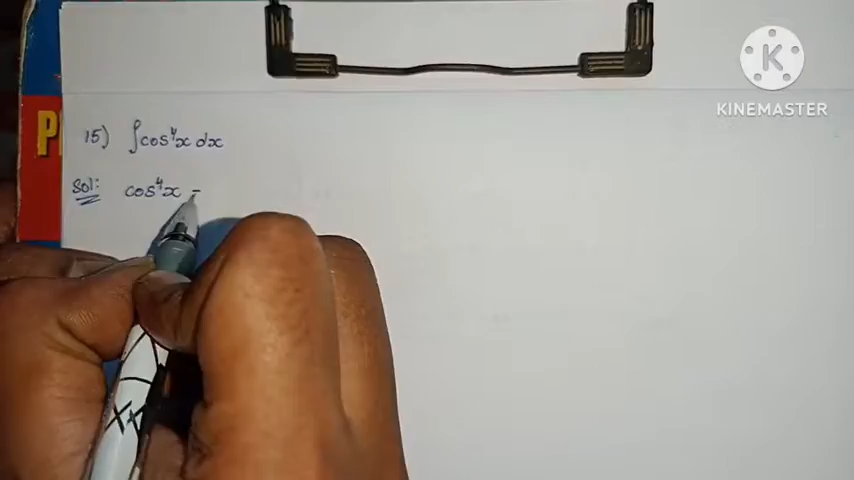 K
KINEMASTER
15) ∫cos⁴x dx
Sol: cos⁴x =